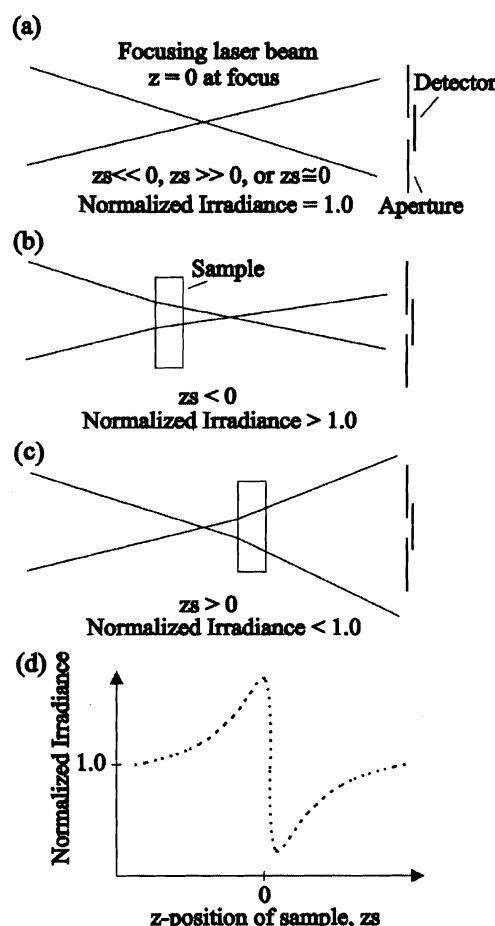 (a)
Focusing laser beam
z = 0 at focus
Detector
zs<< 0, zs >> 0, or zs≅0
Normalized Irradiance = 1.0
Aperture
(b)
Sample
zs < 0
Normalized Irradiance > 1.0
(c)
zs > 0
Normalized Irradiance < 1.0
(d)
Normalized Irradiance
1.0
0
z-position of sample, zs